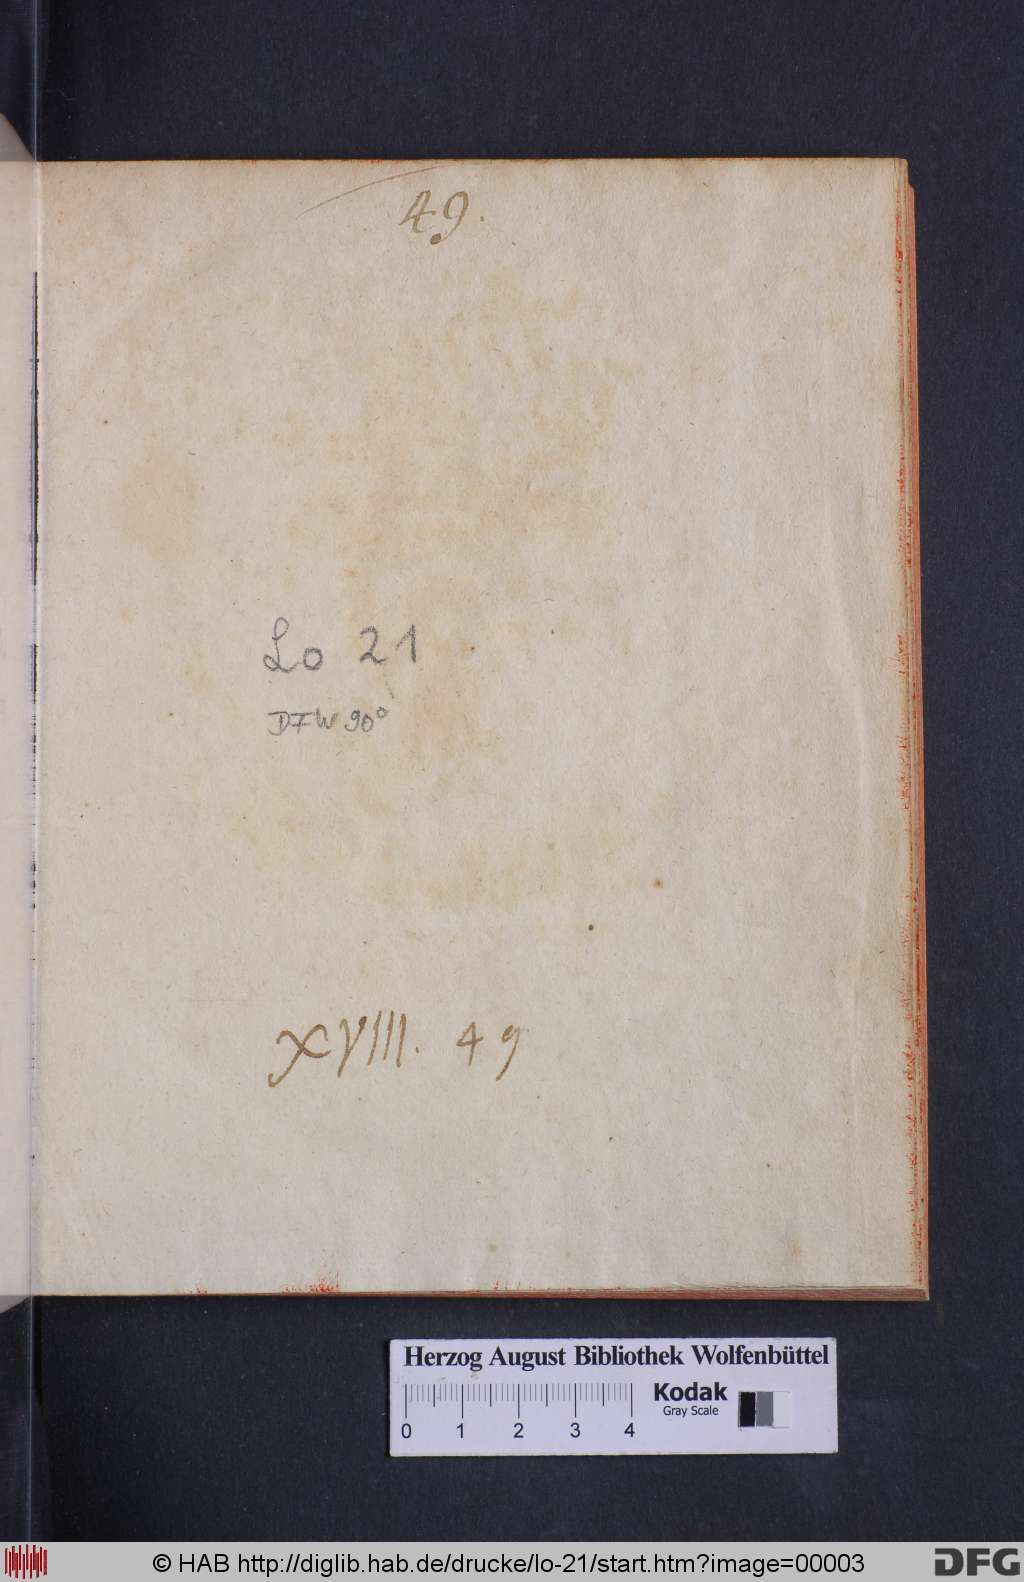 49.
Lo 21
DFW 90°
XVIII. 49
Herzog August Bibliothek Wolfenbüttel
Kodak
Gray Scale
0 1 2 3 4
© HAB http://diglib.hab.de/drucke/lo-21/start.htm?image=00003
DFG